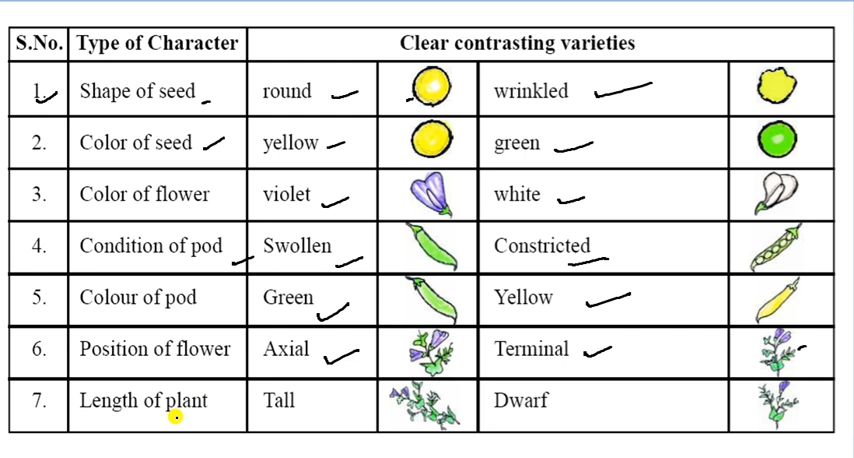 S.No. Type of Character Clear contrasting varieties
1. Shape of seed round wrinkled
2. Color of seed yellow green
3. Color of flower violet white
4. Condition of pod Swollen Constricted
5. Colour of pod Green Yellow
6. Position of flower Axial Terminal
7. Length of plant Tall Dwarf